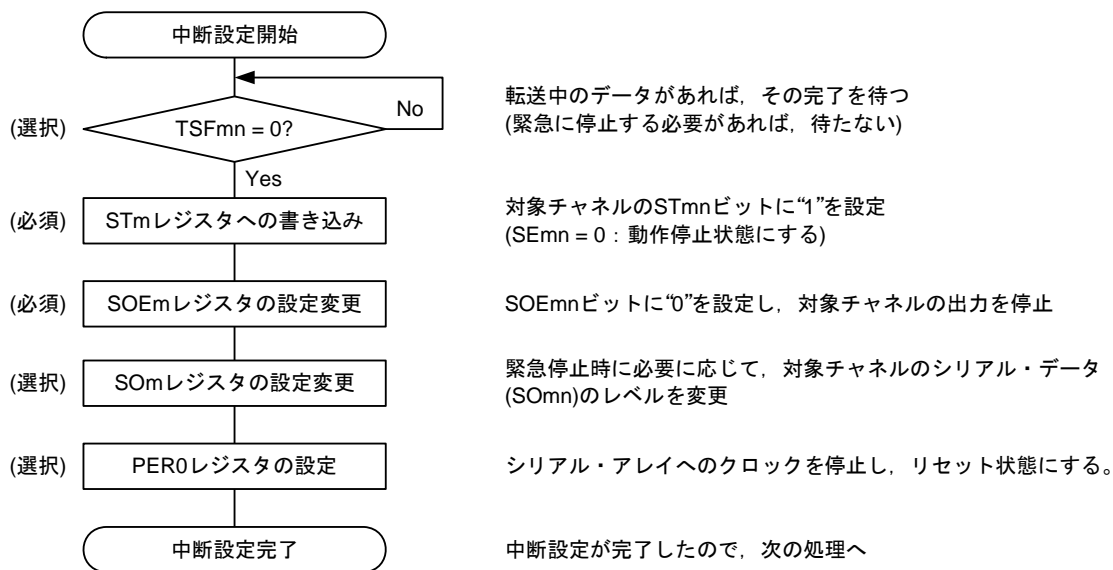 中断設定開始
No
(選択)
TSFmn = 0?
転送中のデータがあれば，その完了を待つ
(緊急に停止する必要があれば，待たない)
Yes
(必須)
STmレジスタへの書き込み
対象チャネルのSTmnビットに“1”を設定
(SEmn = 0：動作停止状態にする)
(必須)
SOEmレジスタの設定変更
SOEmnビットに“0”を設定し，対象チャネルの出力を停止
(選択)
SOmレジスタの設定変更
緊急停止時に必要に応じて，対象チャネルのシリアル・データ
(SOmn)のレベルを変更
(選択)
PER0レジスタの設定
シリアル・アレイへのクロックを停止し，リセット状態にする。
中断設定完了
中断設定が完了したので，次の処理へ